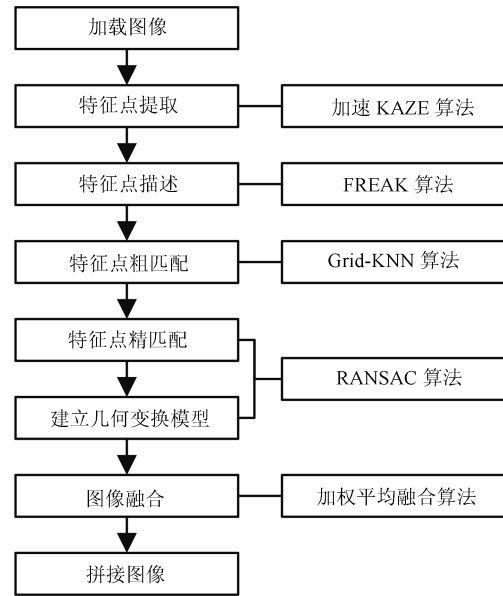 加载图像
特征点提取
加速 KAZE 算法
特征点描述
FREAK 算法
特征点粗匹配
Grid-KNN 算法
特征点精匹配
RANSAC 算法
建立几何变换模型
图像融合
加权平均融合算法
拼接图像